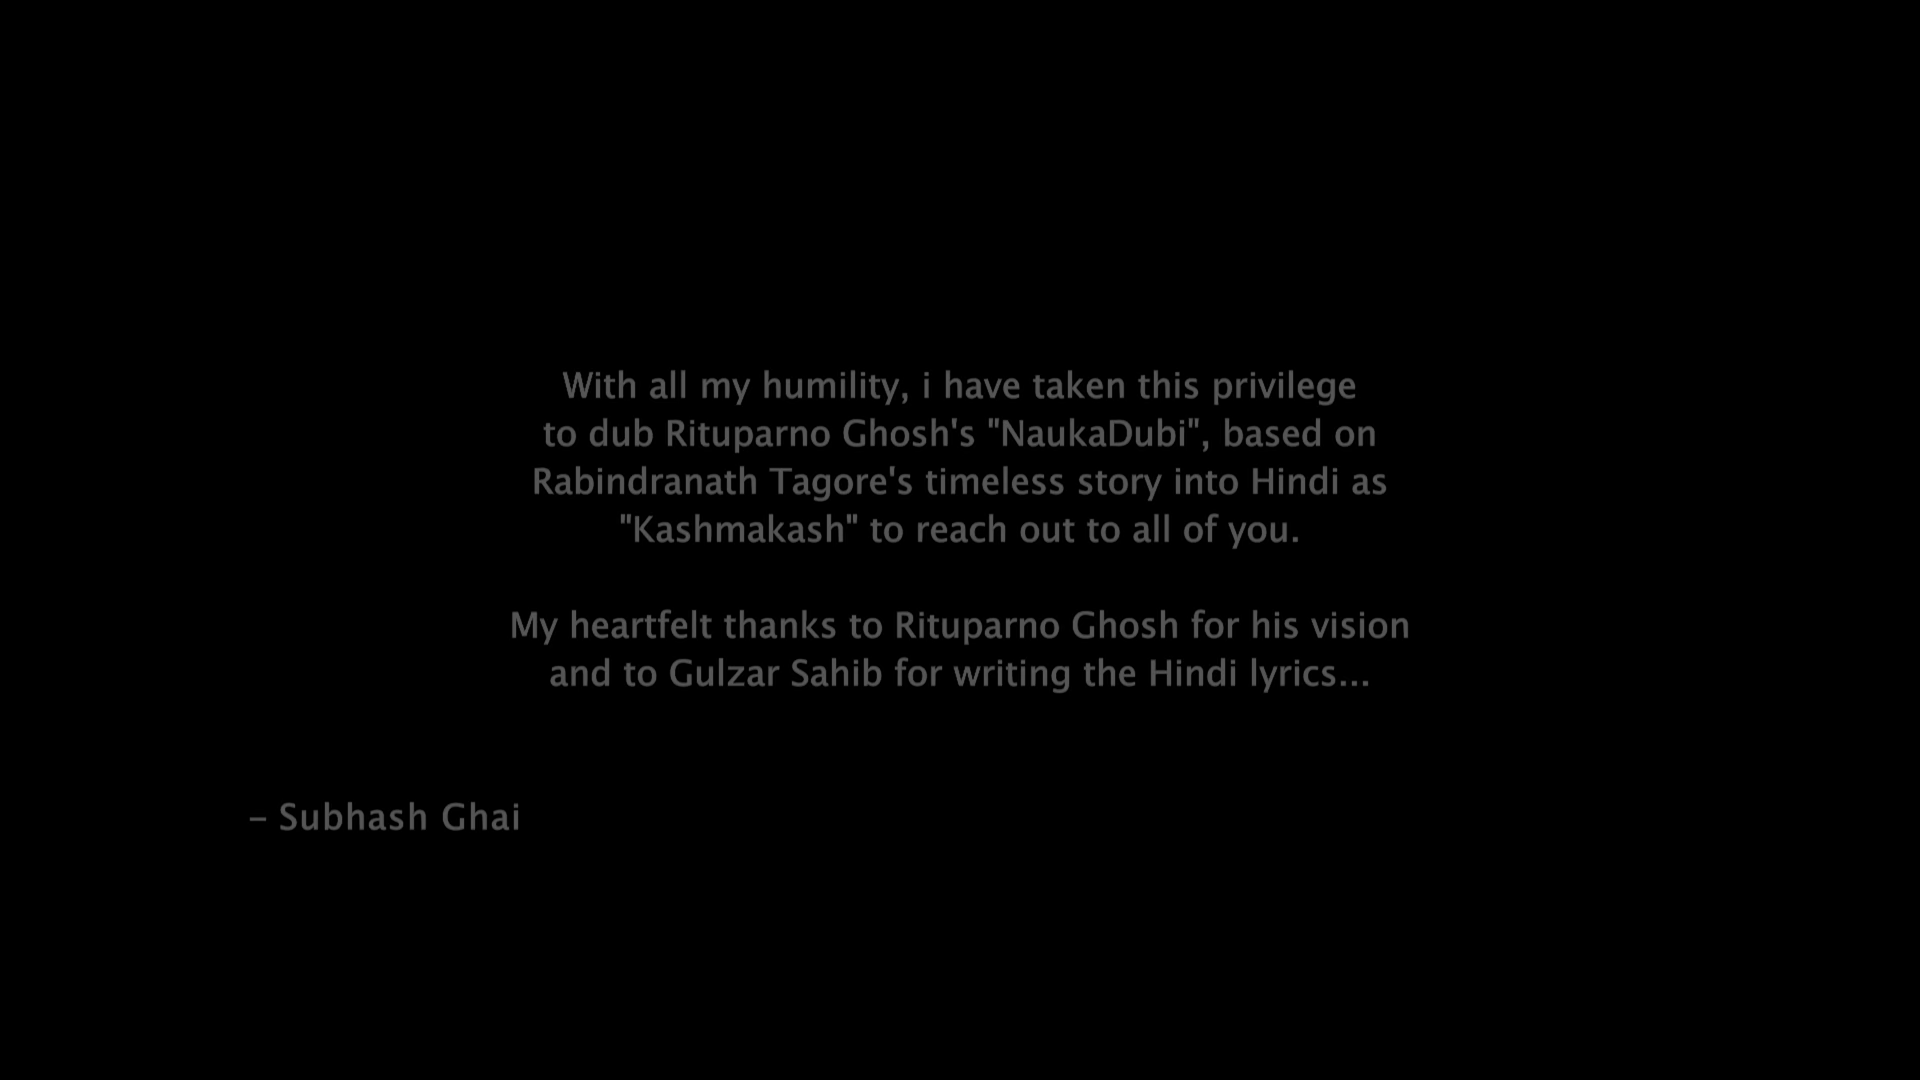 With all my humility, i have taken this privilege
to dub Rituparno Ghosh's "NaukaDubi", based on
Rabindranath Tagore's timeless story into Hindi as
"Kashmakash" to reach out to all of you.
My heartfelt thanks to Rituparno Ghosh for his vision
and to Gulzar Sahib for writing the Hindi lyrics...
– Subhash Ghai